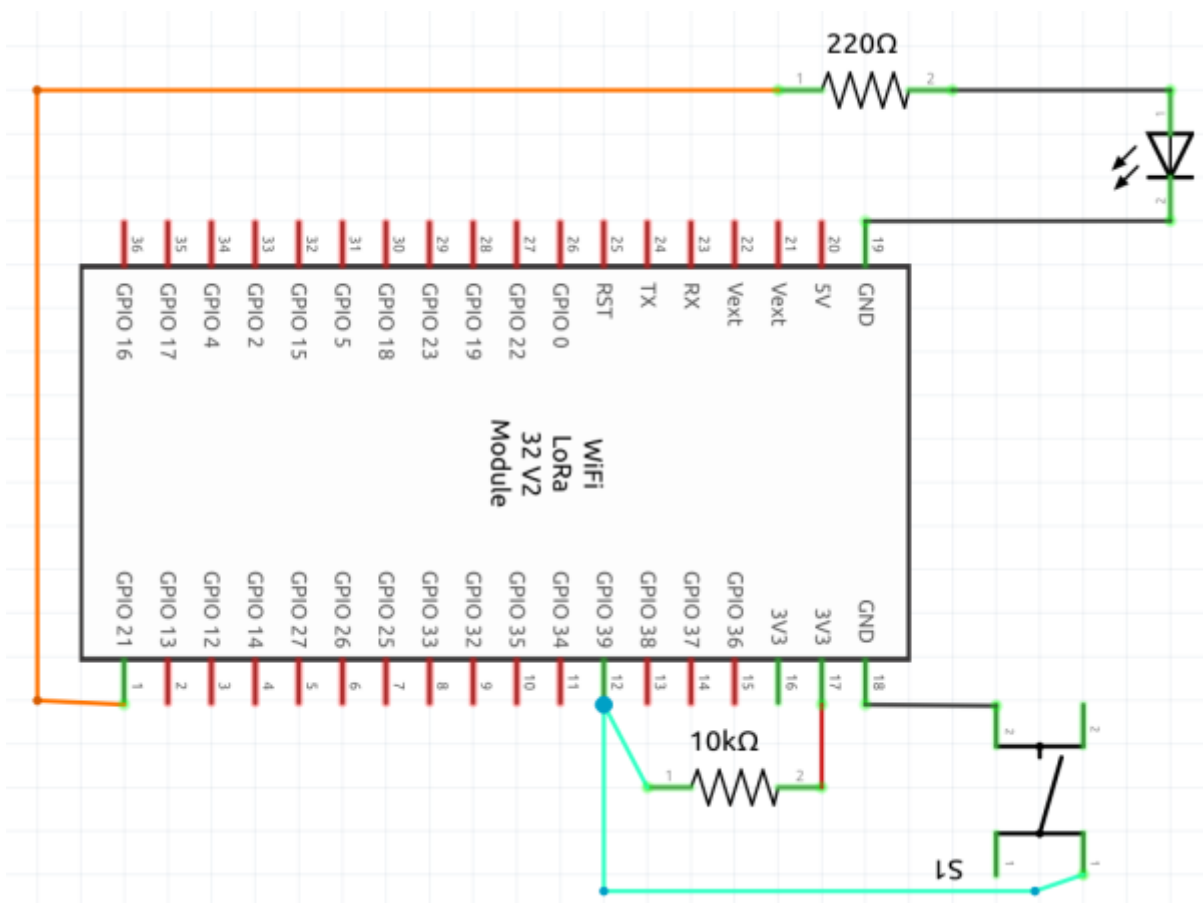 220Ω
1
2
1
2
36
35
34
33
32
31
30
29
28
27
26
25
24
23
22
21
20
19
GPIO 16
GPIO 17
GPIO 4
GPIO 2
GPIO 15
GPIO 5
GPIO 18
GPIO 23
GPIO 19
GPIO 22
GPIO 0
RST
TX
RX
Vext
Vext
5V
GND
WiFi
LoRa
32 V2
Module
GPIO 21
GPIO 13
GPIO 12
GPIO 14
GPIO 27
GPIO 26
GPIO 25
GPIO 33
GPIO 32
GPIO 35
GPIO 34
GPIO 39
GPIO 38
GPIO 37
GPIO 36
3V3
3V3
GND
1
2
3
4
5
6
7
8
9
10
11
12
13
14
15
16
17
18
10kΩ
1
2
2
2
S1
1
1